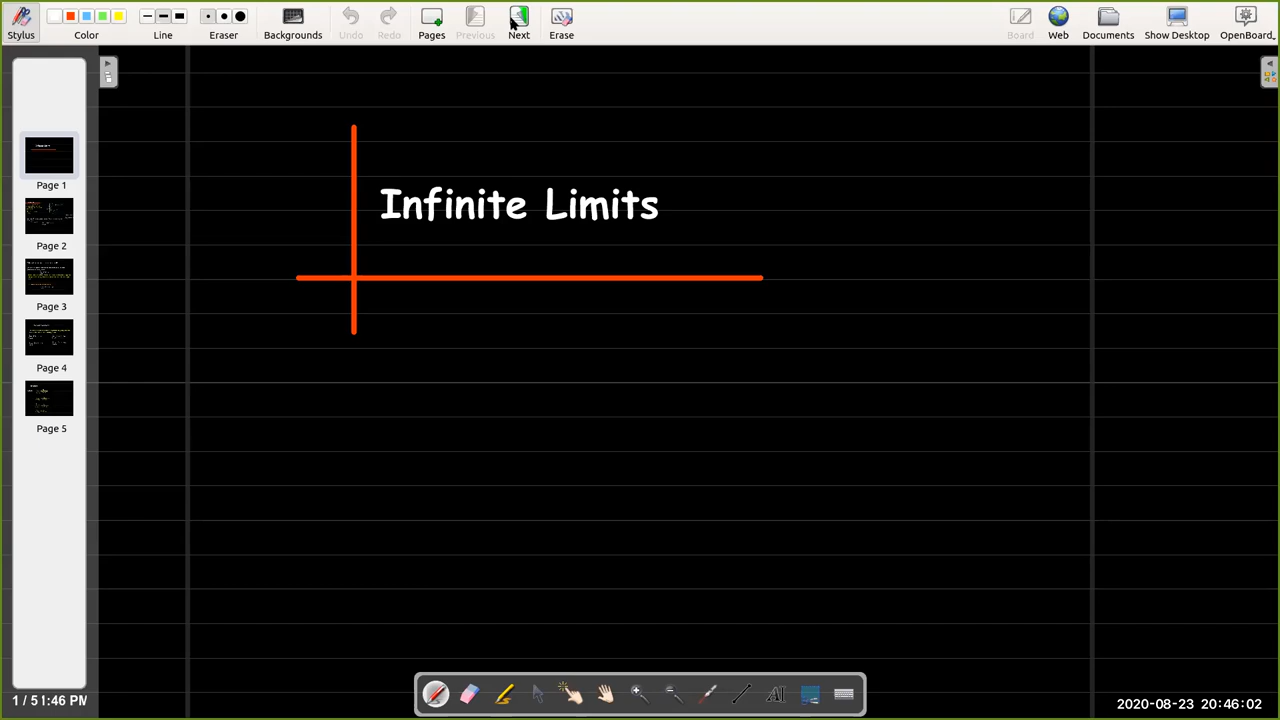 Stylus
Color
Line
Eraser
Backgrounds
Undo
Redo
Pages
Previous
Next
Erase
Board
Web
Documents
Show Desktop
OpenBoard
Infinite Limits
Page 1
Page 2
Page 3
Page 4
Page 5
1 / 51:46 PM
AI
2020-08-23 20:46:02